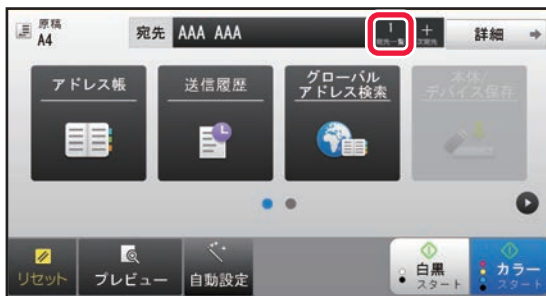 原稿
A4
宛先 AAA AAA
1
宛先一覧
+
次宛先
詳細
アドレス帳
送信履歴
グローバル
アドレス検索
本体/
デバイス保存
リセット
プレビュー
自動設定
白黒
スタート
カラー
スタート